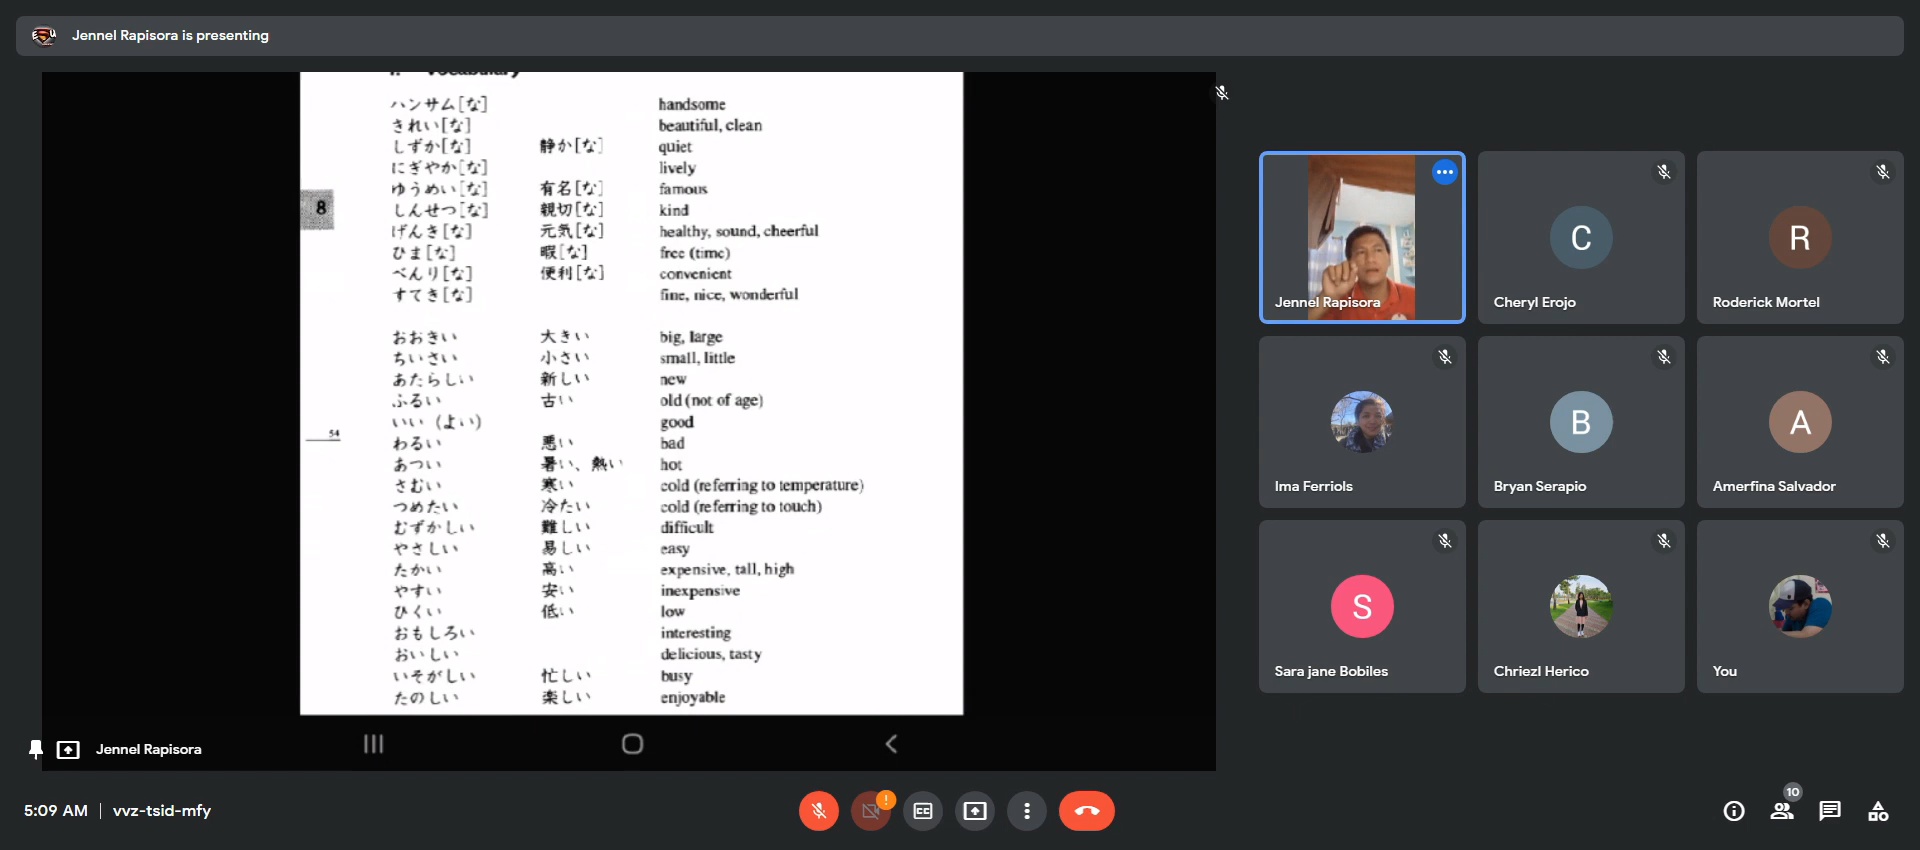 Jennel Rapisora is presenting
ハンサム[な] handsome
きれい[な] beautiful, clean
しずか[な] 静か[な] quiet
にぎやか[な] lively
ゆうめい[な] 有名[な] famous
しんせつ[な] 親切[な] kind
げんき[な] 元気[な] healthy, sound, cheerful
ひま[な] 暇[な] free (time)
べんり[な] 便利[な] convenient
すてき[な] fine, nice, wonderful
8
おおきい 大きい big, large
ちいさい 小さい small, little
あたらしい 新しい new
ふるい 古い old (not of age)
いい (よい) good
わるい 悪い bad
あつい 暑い、熱い hot
さむい 寒い cold (referring to temperature)
つめたい 冷たい cold (referring to touch)
むずかしい 難しい difficult
やさしい 易しい easy
たかい 高い expensive, tall, high
やすい 安い inexpensive
ひくい 低い low
おもしろい interesting
おいしい delicious, tasty
いそがしい 忙しい busy
たのしい 楽しい enjoyable
54
Jennel Rapisora
Jennel Rapisora
C
Cheryl Erojo
R
Roderick Mortel
Ima Ferriols
B
Bryan Serapio
A
Amerfina Salvador
S
Sara jane Bobiles
Chriezl Herico
You
5:09 AM | vvz-tsid-mfy
CC
10